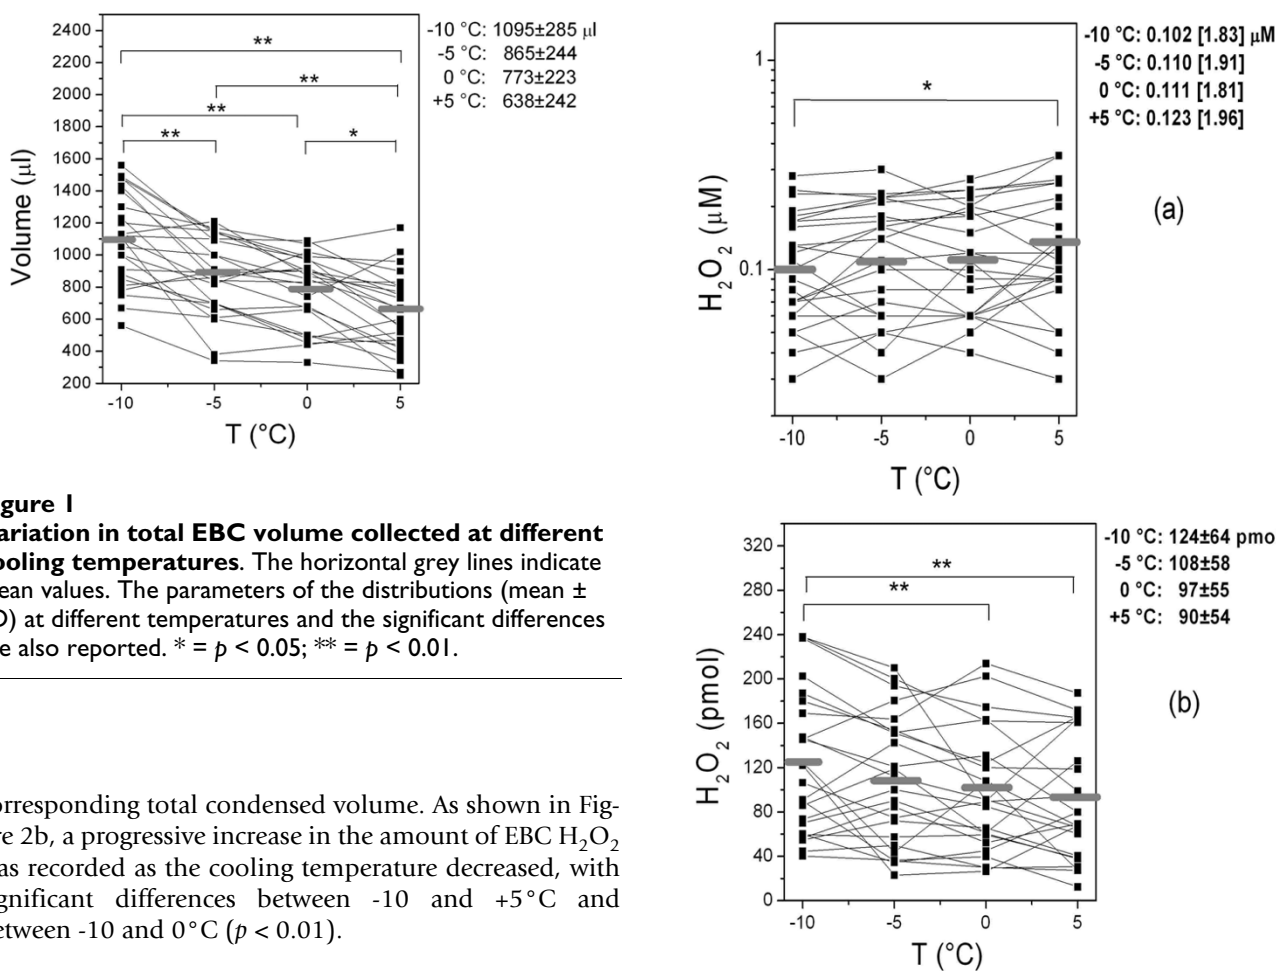 2400
2200
2000
1800
1600
1400
1200
1000
800
600
400
200
Volume (μl)
-10
-5
0
5
T (°C)
**
**
**
**
*
-10 °C: 1095±285 μl
-5 °C: 865±244
0 °C: 773±223
+5 °C: 638±242
gure 1
ariation in total EBC volume collected at different
ooling temperatures. The horizontal grey lines indicate
ean values. The parameters of the distributions (mean ±
D) at different temperatures and the significant differences
e also reported. * = p < 0.05; ** = p < 0.01.
orresponding total condensed volume. As shown in Fig-
e 2b, a progressive increase in the amount of EBC H2O2
as recorded as the cooling temperature decreased, with
gnificant differences between -10 and +5°C and
etween -10 and 0°C (p < 0.01).
1
0.1
H2O2 (μM)
-10
-5
0
5
T (°C)
*
-10 °C: 0.102 [1.83] μM
-5 °C: 0.110 [1.91]
0 °C: 0.111 [1.81]
+5 °C: 0.123 [1.96]
(a)
320
280
240
200
160
120
80
40
0
H2O2 (pmol)
-10
-5
0
5
T (°C)
**
**
-10 °C: 124±64 pmo
-5 °C: 108±58
0 °C: 97±55
+5 °C: 90±54
(b)